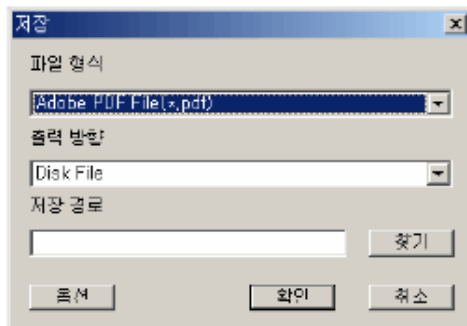 저장
파일 형식
Adobe PDF File(*.pdf)
출력 방향
Disk File
저장 경로
찾기
옵션 확인 취소